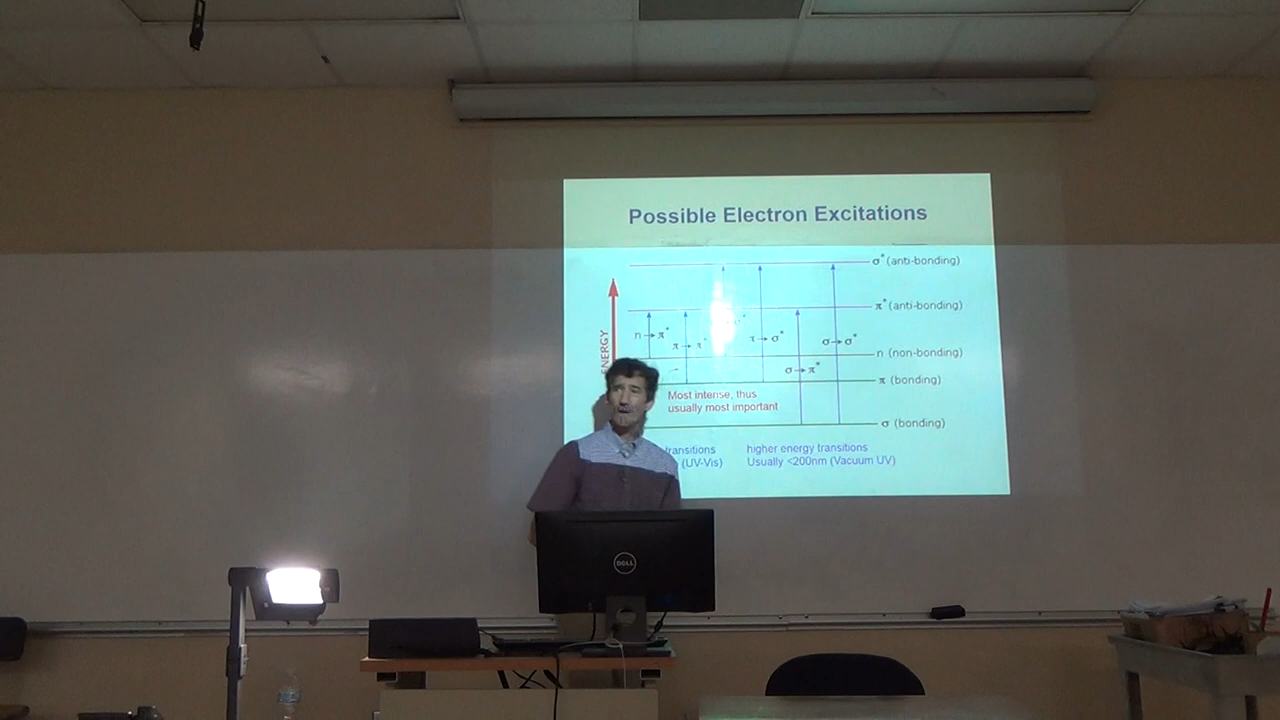 Possible Electron Excitations
σ* (anti-bonding)
π* (anti-bonding)
n → π*
π → π*
→ σ*
σ → σ*
n (non-bonding)
σ → π*
π (bonding)
Most intense, thus
usually most important
σ (bonding)
transitions
(UV-Vis)
higher energy transitions
Usually <200nm (Vacuum UV)
DELL